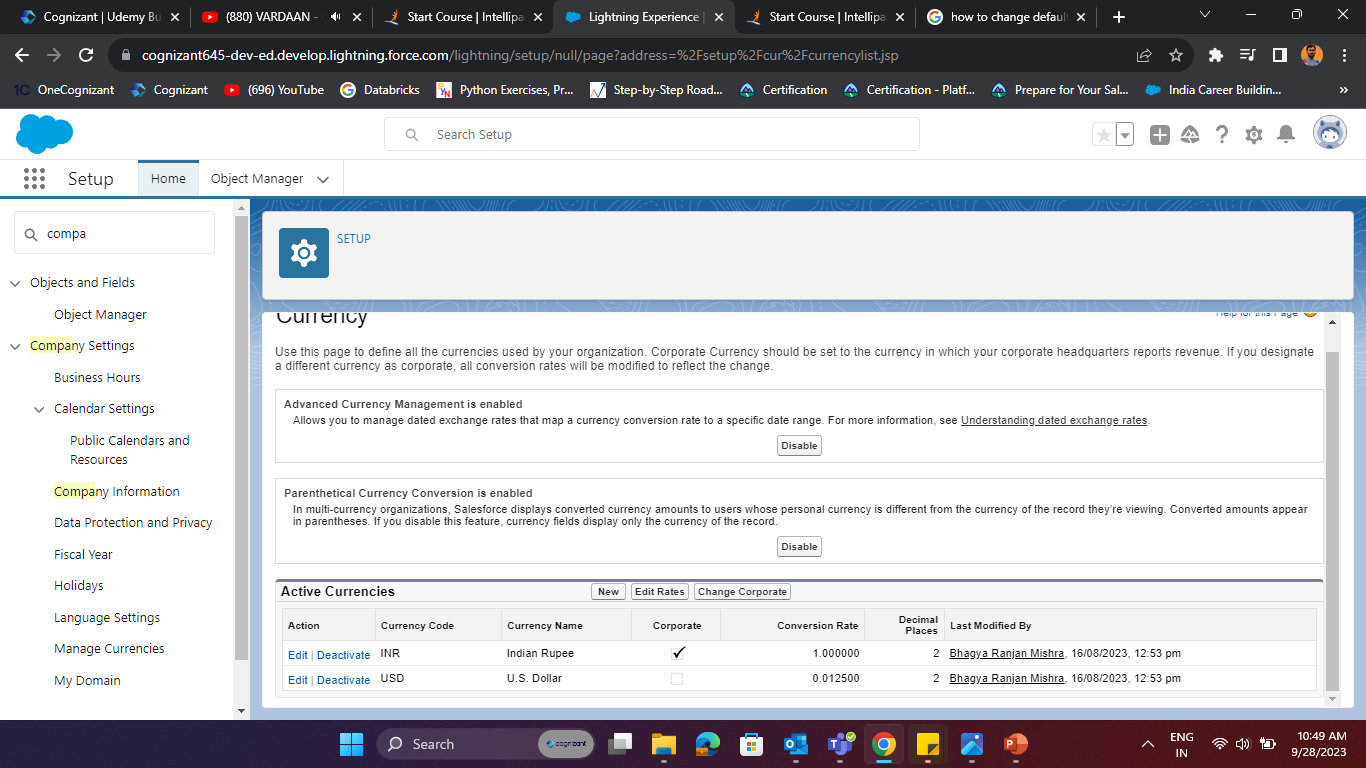 Cognizant | Udemy Bu
(880) VARDAAN -
Start Course | Intellipa
Lightning Experience |
Start Course | Intellipa
how to change defaul
cognizant645-dev-ed.develop.lightning.force.com/lightning/setup/null/page?address=%2Fsetup%2Fcur%2Fcurrencylist.jsp
1C OneCognizant
Cognizant
(696) YouTube
Databricks
Python Exercises, Pr...
Step-by-Step Road...
Certification
Certification - Platf...
Prepare for Your Sal...
India Career Buildin...
»
Search Setup
Setup
Home
Object Manager
compa
Objects and Fields
Object Manager
Company Settings
Business Hours
Calendar Settings
Public Calendars and
Resources
Company Information
Data Protection and Privacy
Fiscal Year
Holidays
Language Settings
Manage Currencies
My Domain
SETUP
Currency
Help for this Page
Use this page to define all the currencies used by your organization. Corporate Currency should be set to the currency in which your corporate headquarters reports revenue. If you designate
a different currency as corporate, all conversion rates will be modified to reflect the change.
Advanced Currency Management is enabled
Allows you to manage dated exchange rates that map a currency conversion rate to a specific date range. For more information, see Understanding dated exchange rates.
Disable
Parenthetical Currency Conversion is enabled
In multi-currency organizations, Salesforce displays converted currency amounts to users whose personal currency is different from the currency of the record they're viewing. Converted amounts appear
in parentheses. If you disable this feature, currency fields display only the currency of the record.
Disable
Active Currencies
New
Edit Rates
Change Corporate
Action Currency Code Currency Name Corporate Conversion Rate Decimal Places Last Modified By
Edit | Deactivate INR Indian Rupee ✓ 1.000000 2 Bhagya Ranjan Mishra, 16/08/2023, 12:53 pm
Edit | Deactivate USD U.S. Dollar 0.012500 2 Bhagya Ranjan Mishra, 16/08/2023, 12:53 pm
Search
cognizant
ENG
IN
10:49 AM
9/28/2023